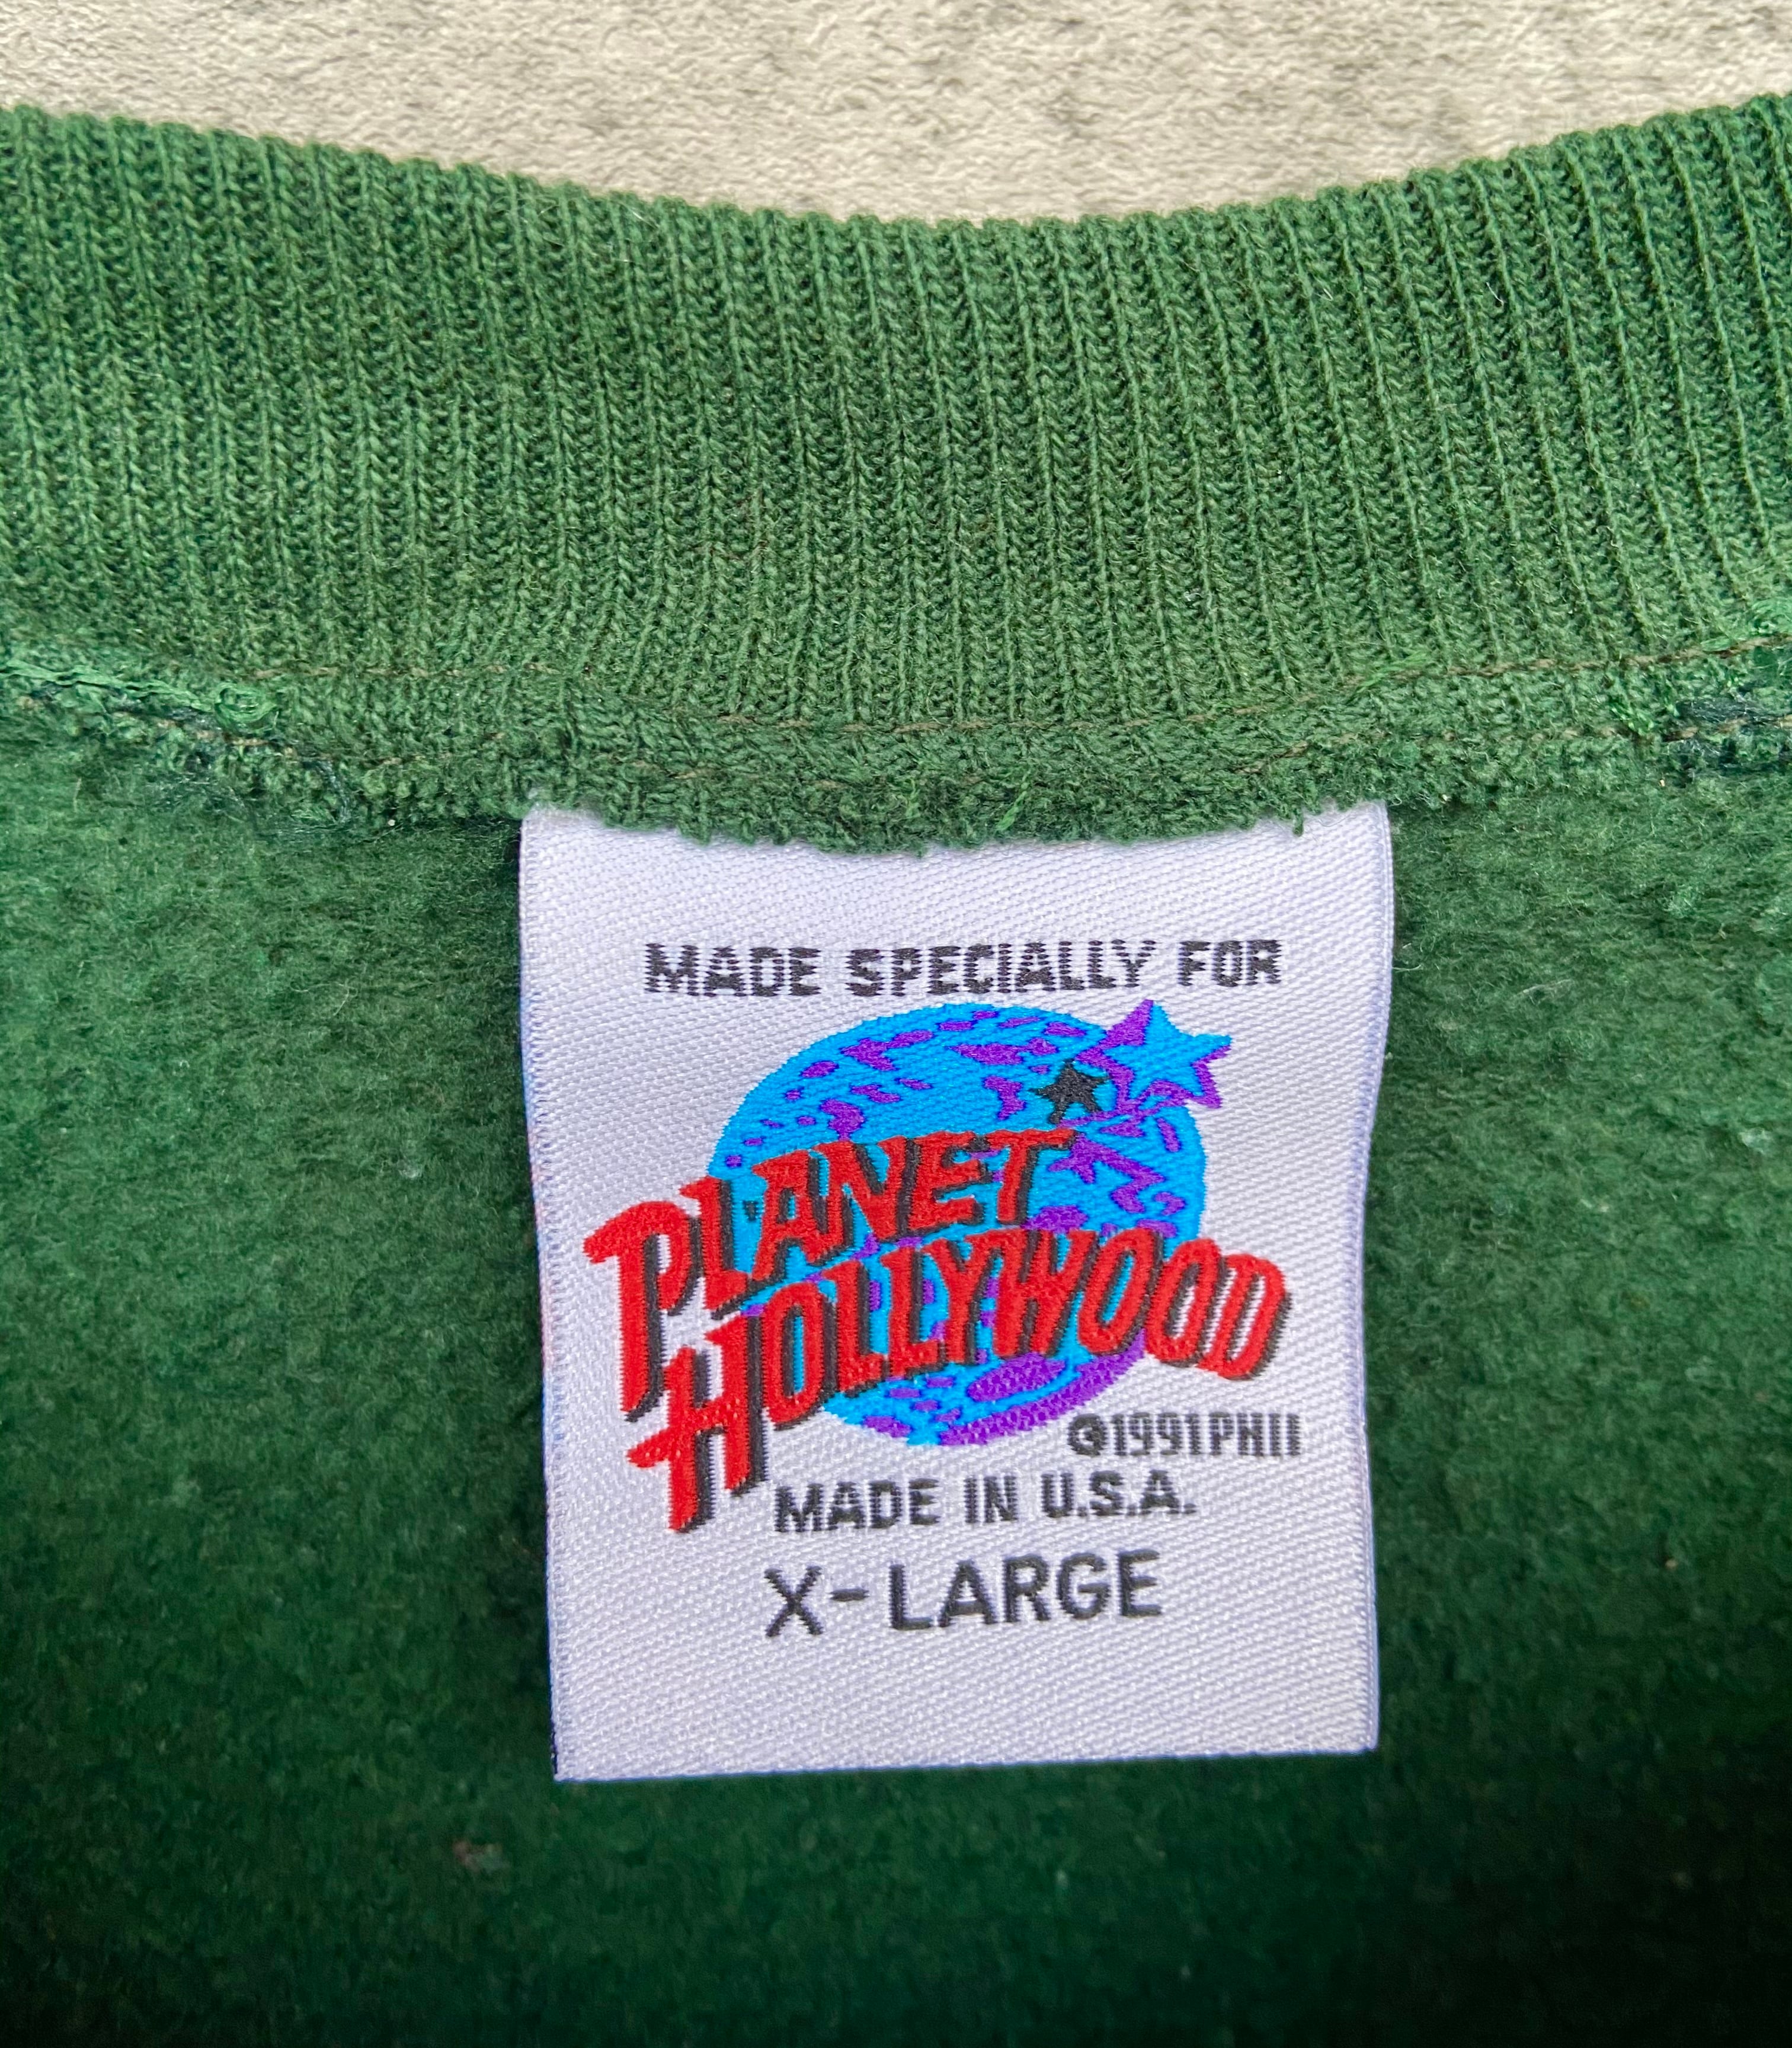 MADE SPECIALLY FOR
PLANET
HOLLYWOOD
©1991PHII
MADE IN U.S.A.
X-LARGE